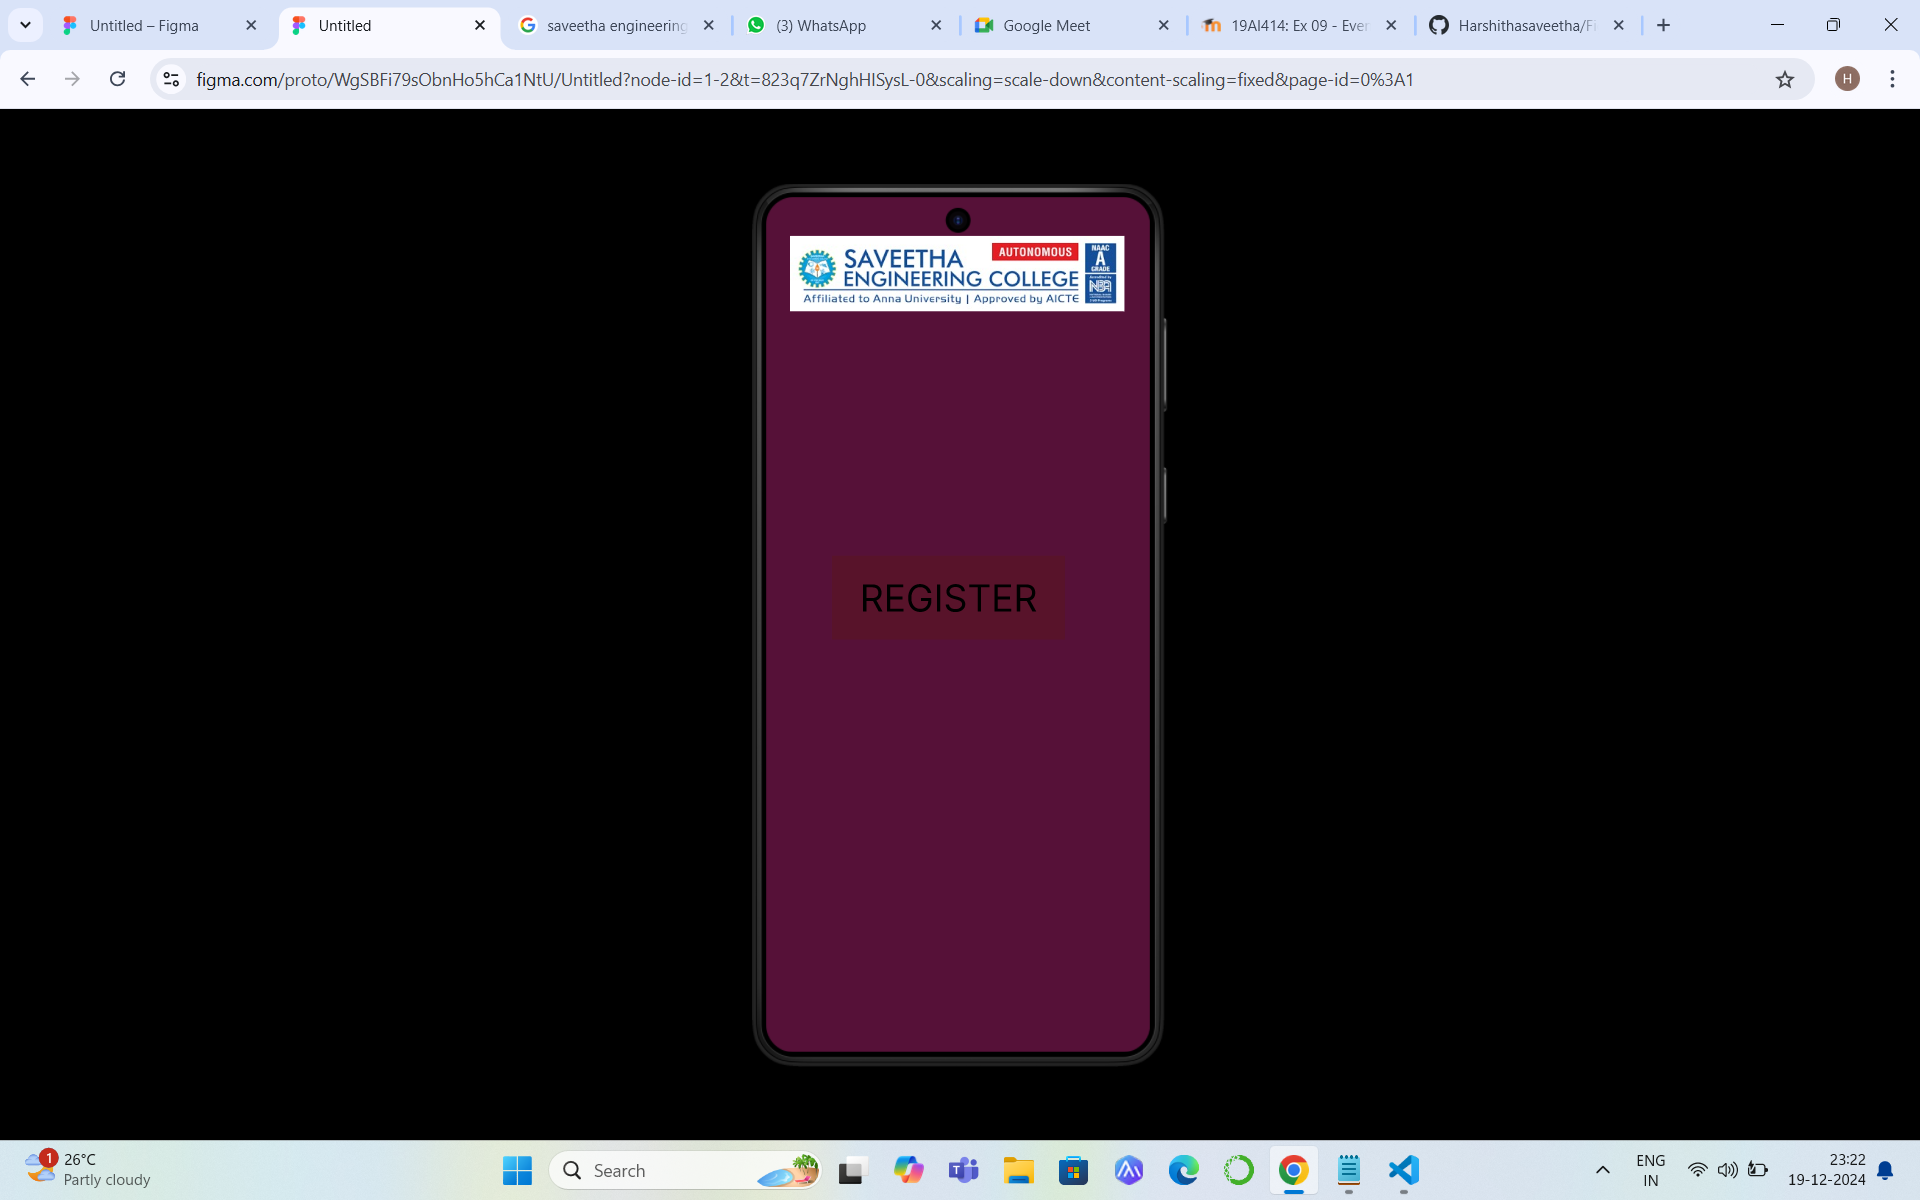 Untitled – Figma
Untitled
saveetha engineering
(3) WhatsApp
Google Meet
19AI414: Ex 09 - Ever
Harshithasaveetha/Fi
figma.com/proto/WgSBFi79sObnHo5hCa1NtU/Untitled?node-id=1-2&t=823q7ZrNghHISysL-0&scaling=scale-down&content-scaling=fixed&page-id=0%3A1
H
SAVEETHA
AUTONOMOUS
ENGINEERING COLLEGE
Affiliated to Anna University | Approved by AICTE
NAAC
A
GRADE
NBA
REGISTER
1
26°C
Partly cloudy
Search
ENG
IN
23:22
19-12-2024